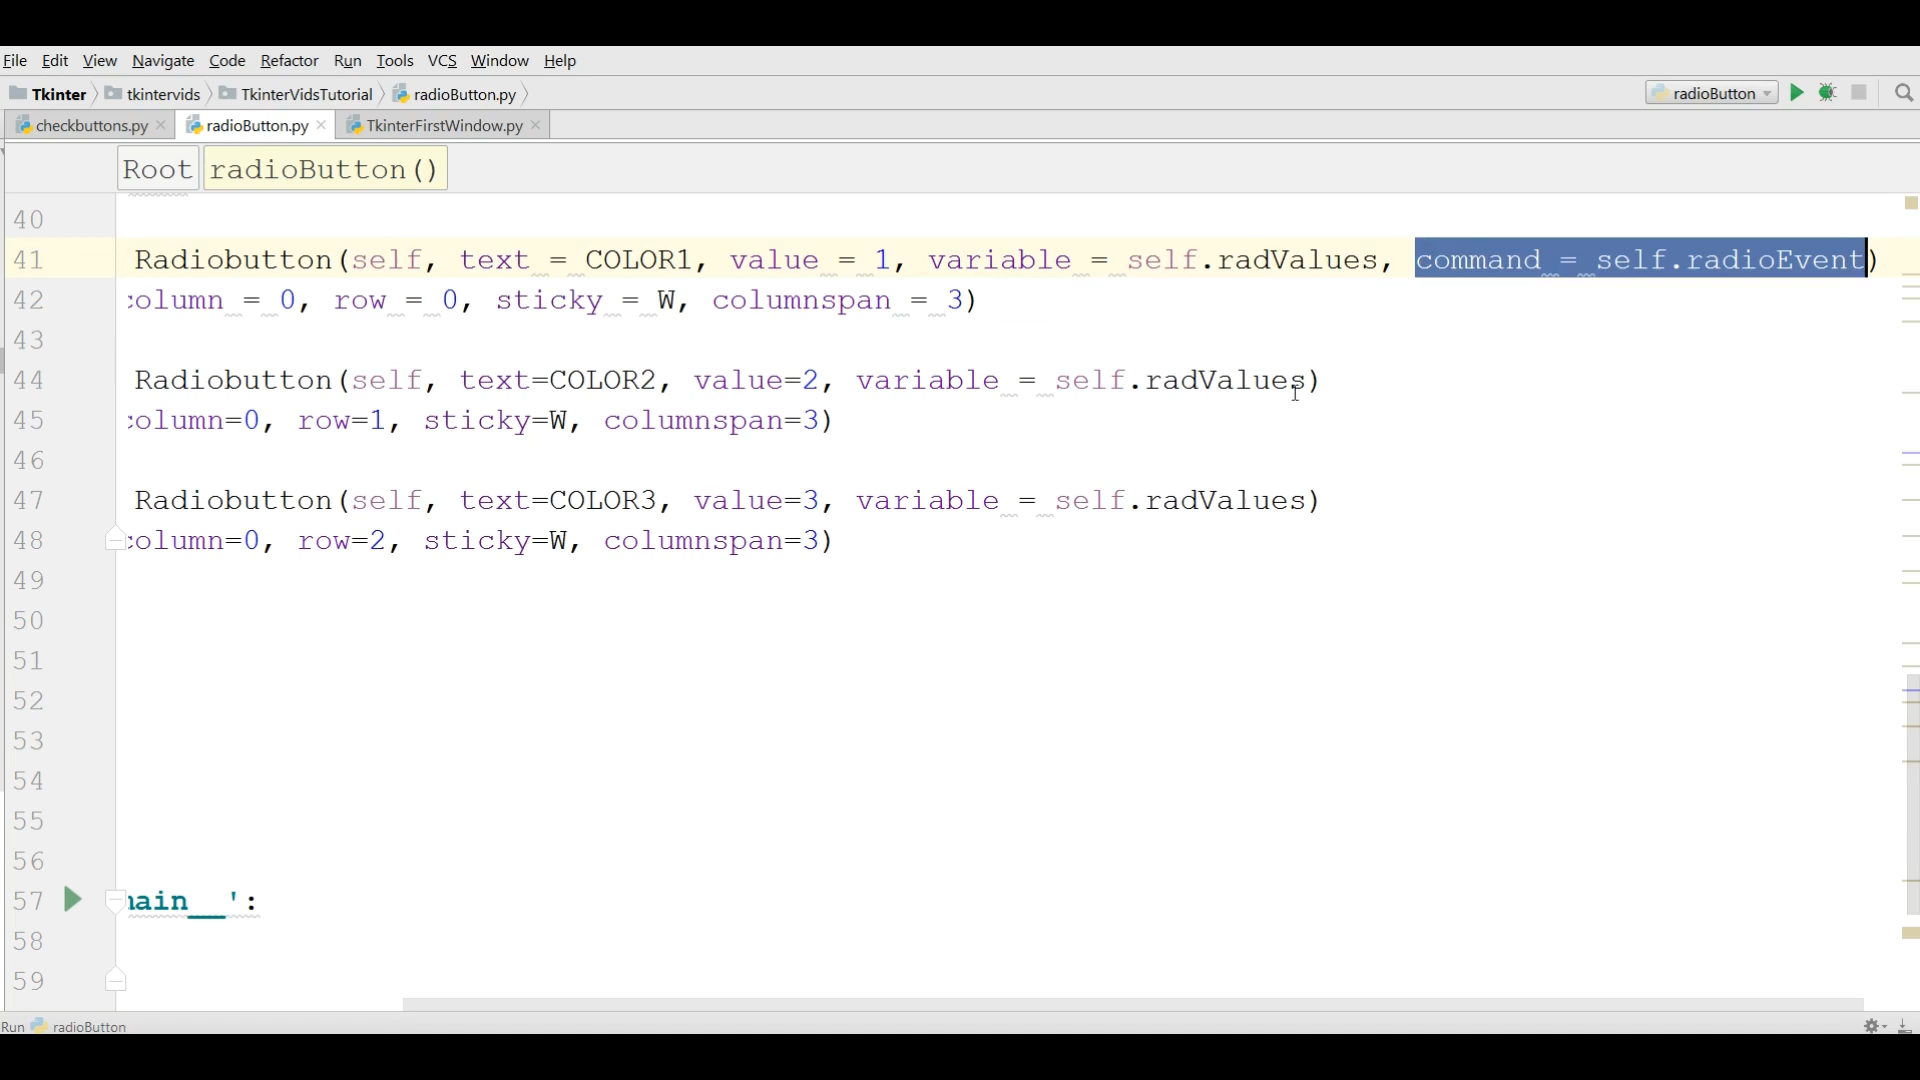 File Edit View Navigate Code Refactor Run Tools VCS Window Help
Tkinter tkintervids TkinterVidsTutorial radioButton.py radioButton
checkbuttons.py radioButton.py TkinterFirstWindow.py
Root radioButton()
40
41 Radiobutton(self, text = COLOR1, value = 1, variable = self.radValues, command = self.radioEvent)
42 column = 0, row = 0, sticky = W, columnspan = 3)
43
44 Radiobutton(self, text=COLOR2, value=2, variable = self.radValues)
45 column=0, row=1, sticky=W, columnspan=3)
46
47 Radiobutton(self, text=COLOR3, value=3, variable = self.radValues)
48 column=0, row=2, sticky=W, columnspan=3)
49
50
51
52
53
54
55
56
57 main__':
58
59
Run radioButton